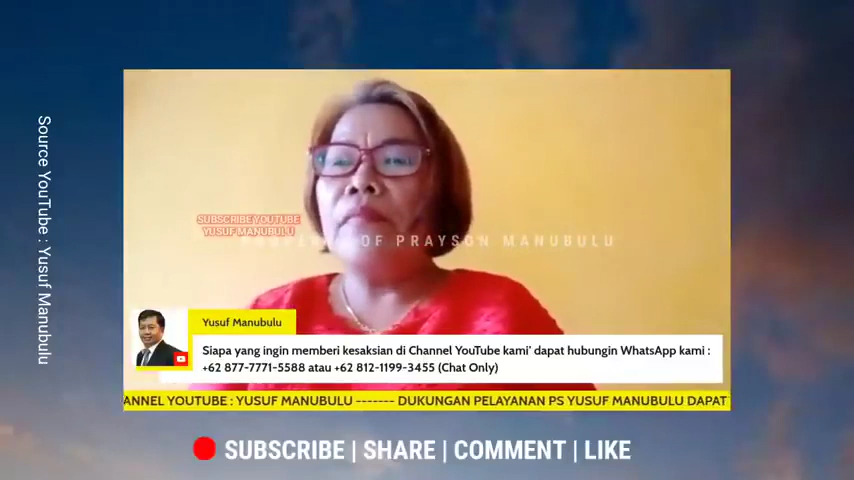 Source YouTube : Yusuf Manubulu
SUBSCRIBE YOUTUBE
YUSUF MANUBULU
PROPERTY OF PRAYSON MANUBULU
Yusuf Manubulu
Siapa yang ingin memberi kesaksian di Channel YouTube kami' dapat hubungin WhatsApp kami :
+62 877-7771-5588 atau +62 812-1199-3455 (Chat Only)
ANNEL YOUTUBE : YUSUF MANUBULU ------- DUKUNGAN PELAYANAN PS YUSUF MANUBULU DAPAT
SUBSCRIBE | SHARE | COMMENT | LIKE